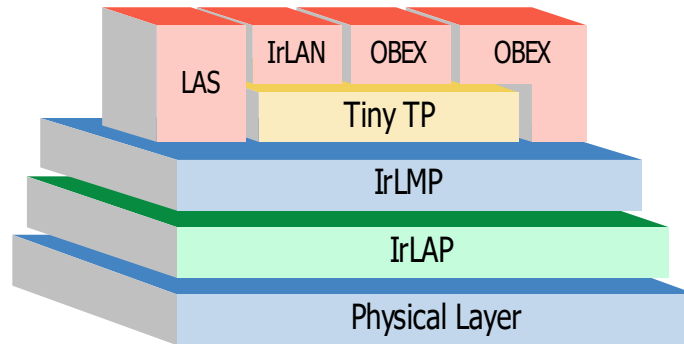 LAS
IrLAN
OBEX
OBEX
Tiny TP
IrLMP
IrLAP
Physical Layer